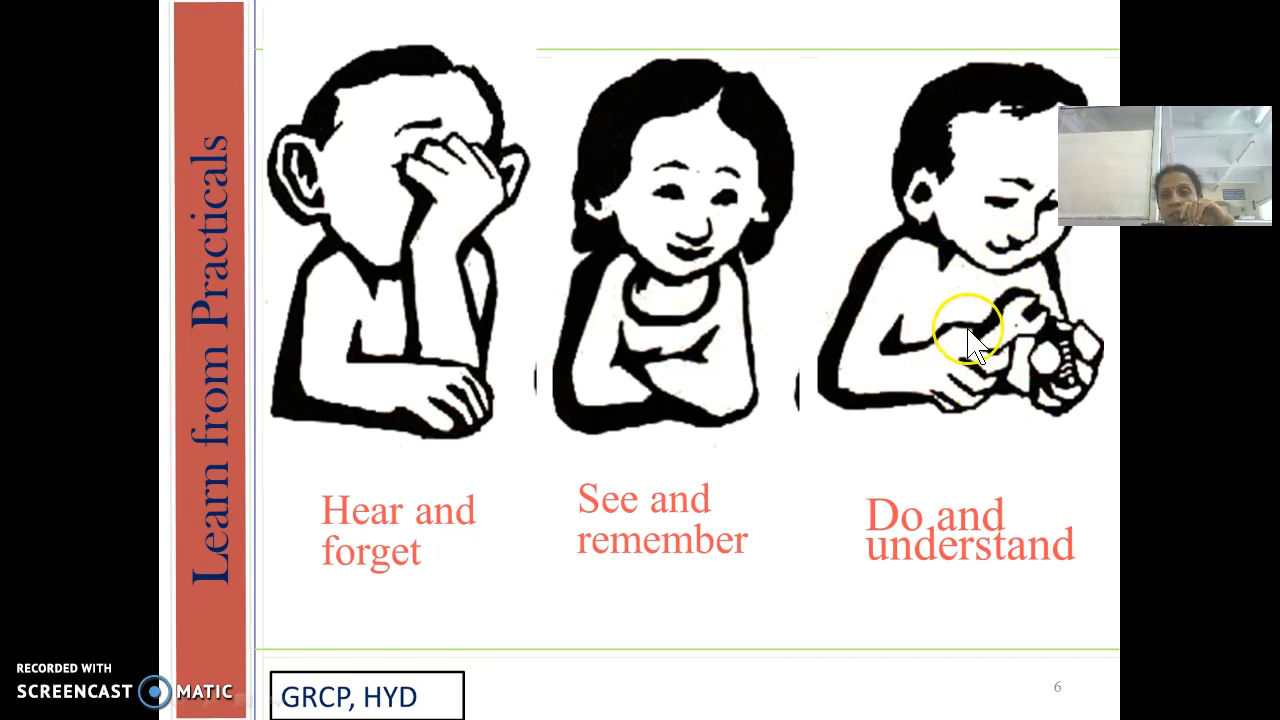 Learn from Practicals
Hear and
forget
See and
remember
Do and
understand
RECORDED WITH
SCREENCAST MATIC
GRCP, HYD
6